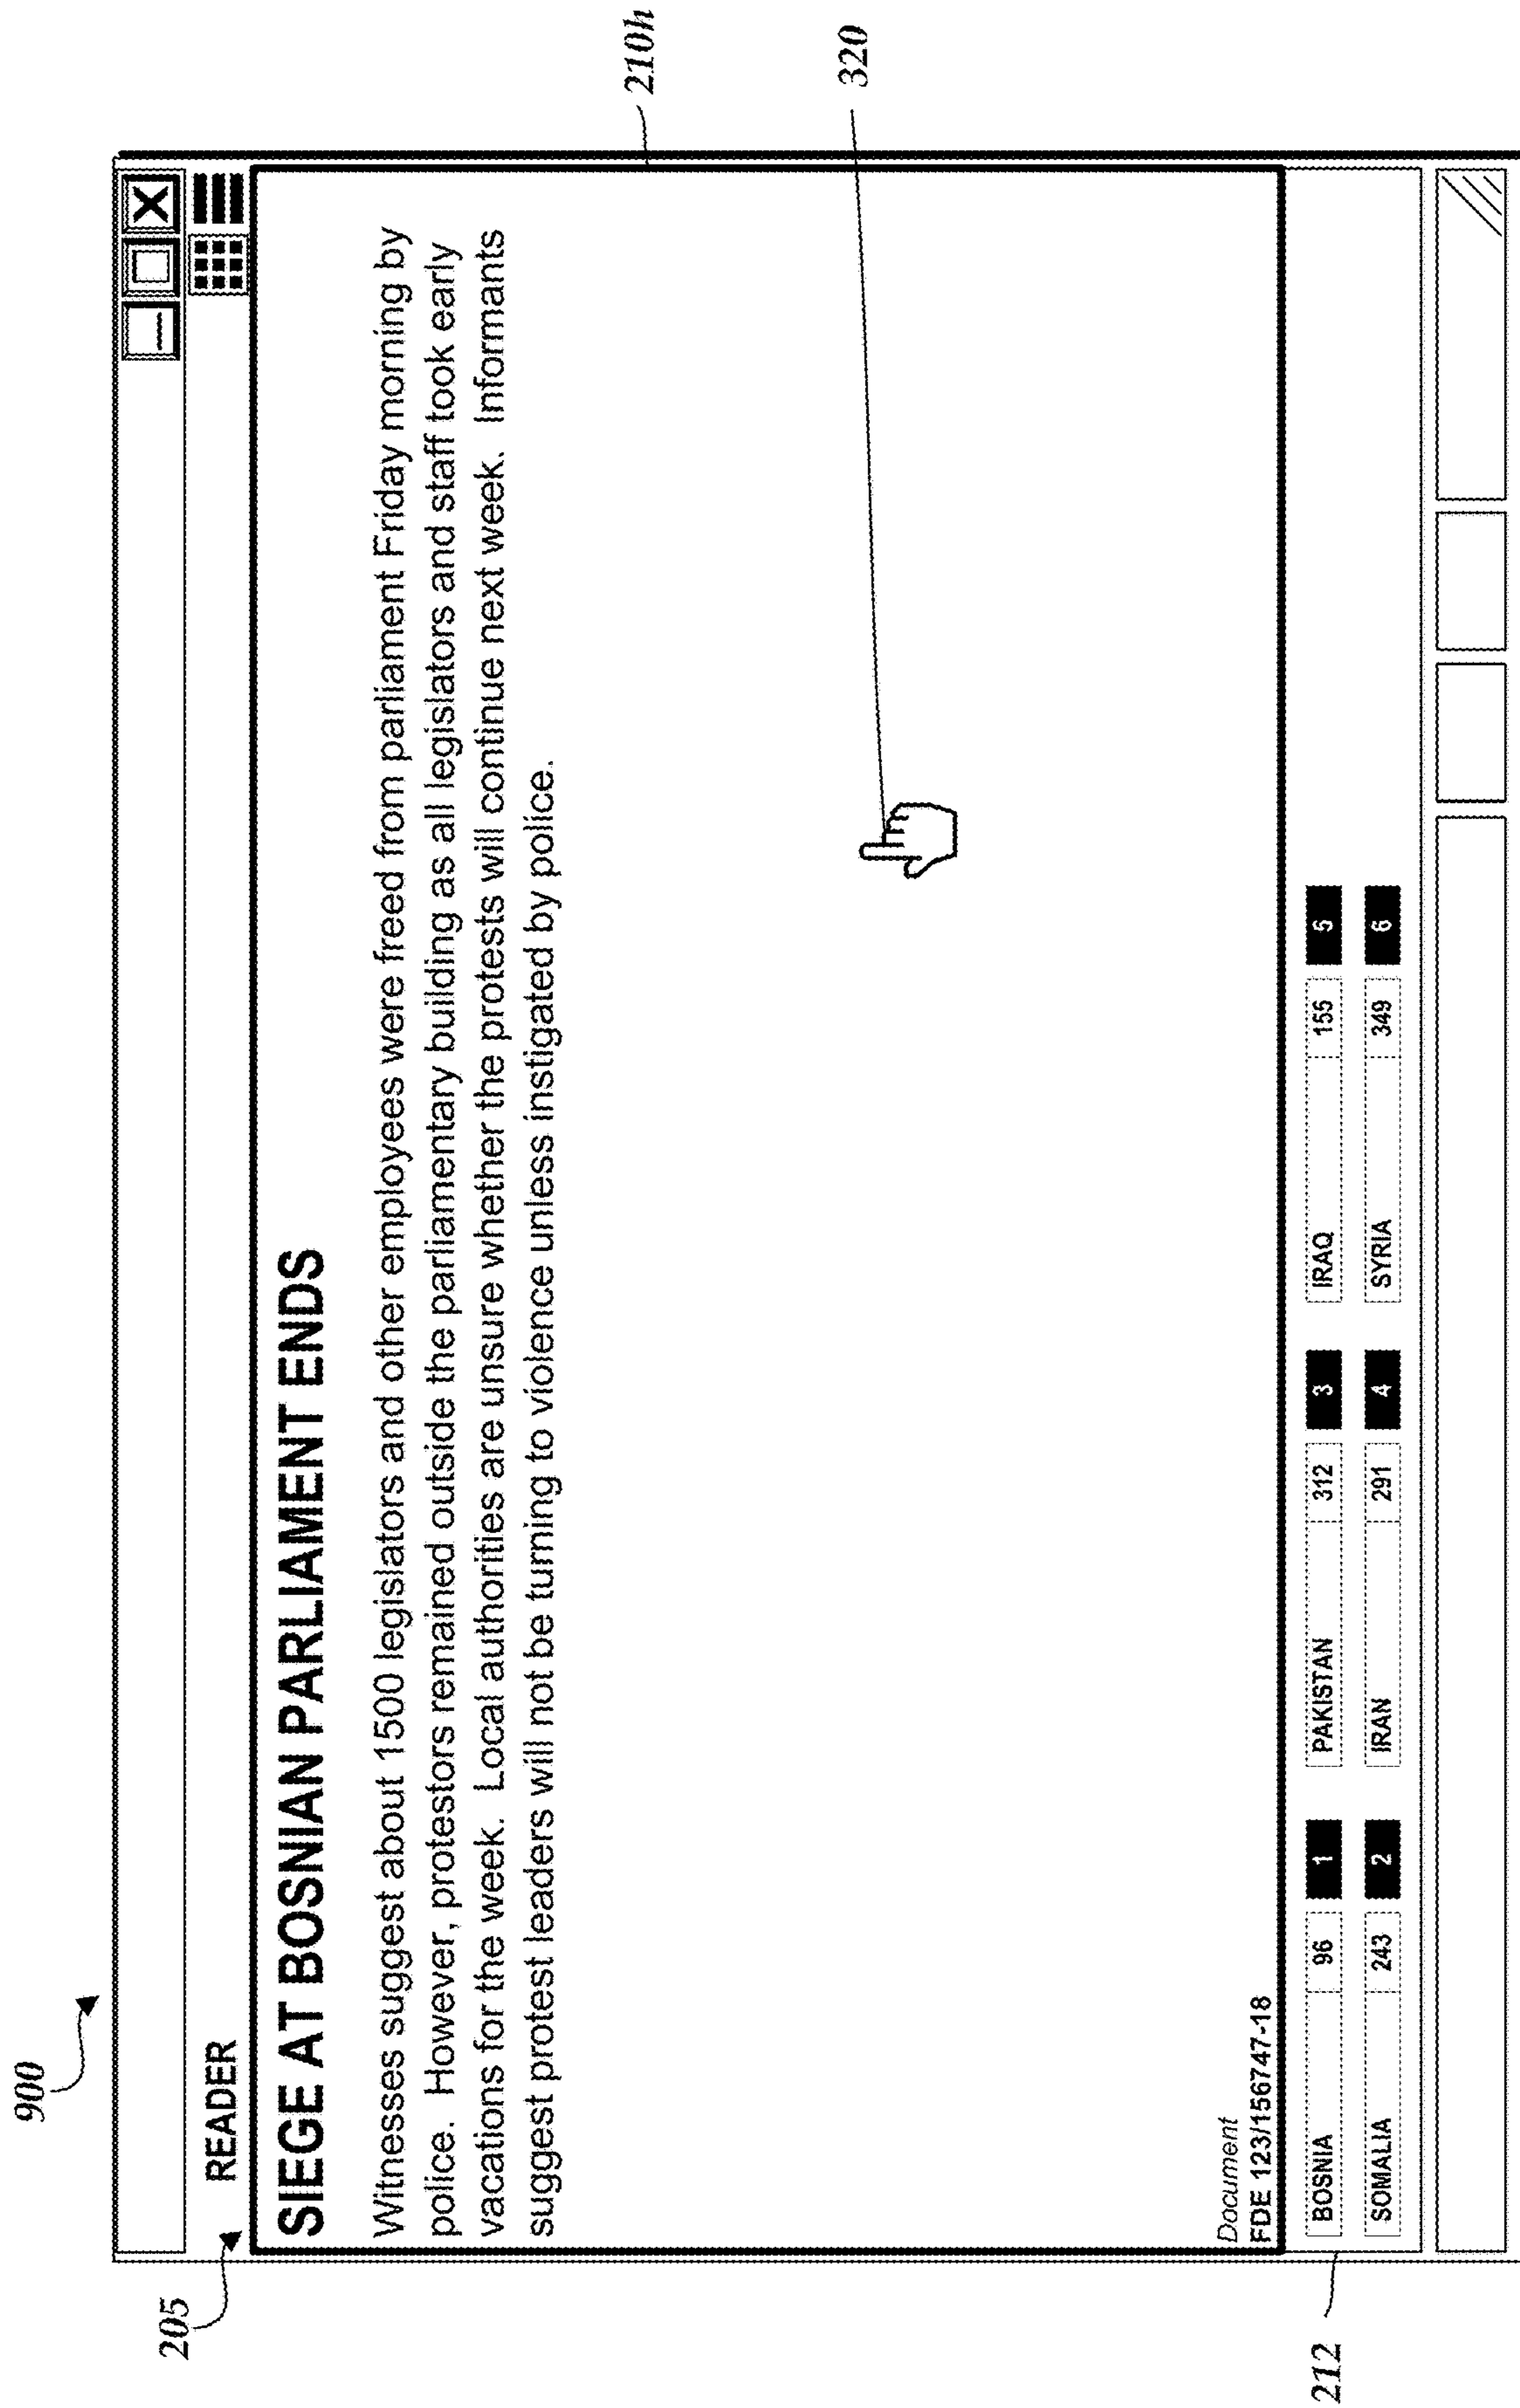 900
205
READER
210h
SIEGE AT BOSNIAN PARLIAMENT ENDS
Witnesses suggest about 1500 legislators and other employees were freed from parliament Friday morning by
police. However, protestors remained outside the parliamentary building as all legislators and staff took early
vacations for the week. Local authorities are unsure whether the protests will continue next week. Informants
suggest protest leaders will not be turning to violence unless instigated by police.
320
Document
FDE 123/156747-18
212
BOSNIA 96 1 PAKISTAN 312 3 IRAQ 155 5
SOMALIA 243 2 IRAN 291 4 SYRIA 349 6